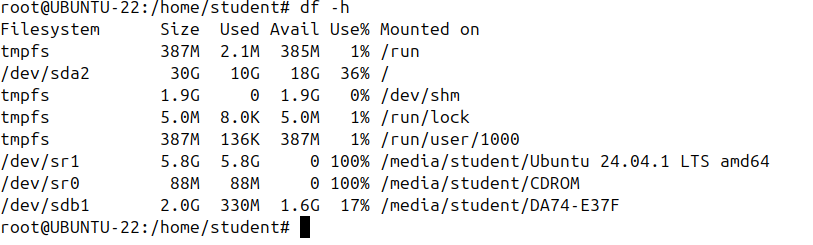 root@UBUNTU-22:/home/student# df -h
Filesystem      Size  Used Avail Use% Mounted on
tmpfs           387M  2.1M  385M   1% /run
/dev/sda2        30G   10G   18G  36% /
tmpfs           1.9G     0  1.9G   0% /dev/shm
tmpfs           5.0M  8.0K  5.0M   1% /run/lock
tmpfs           387M  136K  387M   1% /run/user/1000
/dev/sr1        5.8G  5.8G     0 100% /media/student/Ubuntu 24.04.1 LTS amd64
/dev/sr0         88M   88M     0 100% /media/student/CDROM
/dev/sdb1       2.0G  330M  1.6G  17% /media/student/DA74-E37F
root@UBUNTU-22:/home/student#